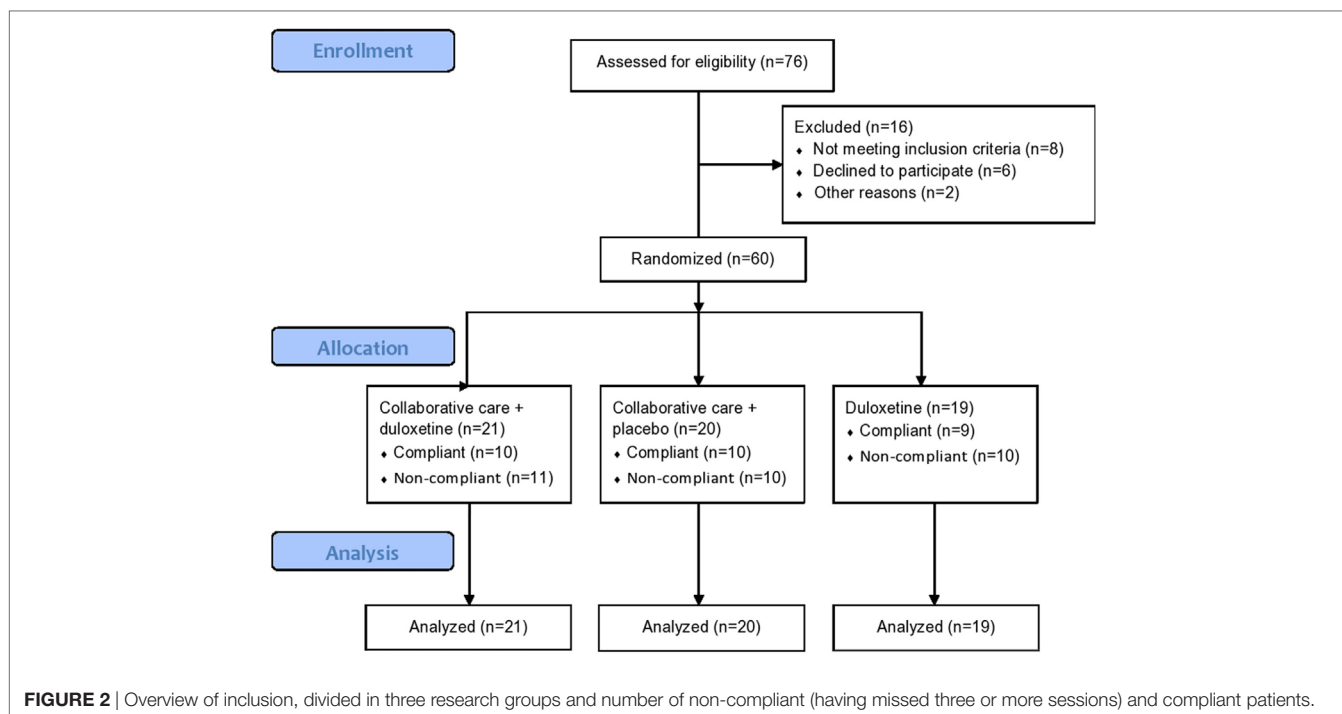 Enrollment
Assessed for eligibility (n=76)
Excluded (n=16)
♦ Not meeting inclusion criteria (n=8)
♦ Declined to participate (n=6)
♦ Other reasons (n=2)
Randomized (n=60)
Allocation
Collaborative care +
duloxetine (n=21)
♦ Compliant (n=10)
♦ Non-compliant (n=11)
Collaborative care +
placebo (n=20)
♦ Compliant (n=10)
♦ Non-compliant (n=10)
Duloxetine (n=19)
♦ Compliant (n=9)
♦ Non-compliant (n=10)
Analysis
Analyzed (n=21)
Analyzed (n=20)
Analyzed (n=19)
FIGURE 2 | Overview of inclusion, divided in three research groups and number of non-compliant (having missed three or more sessions) and compliant patients.